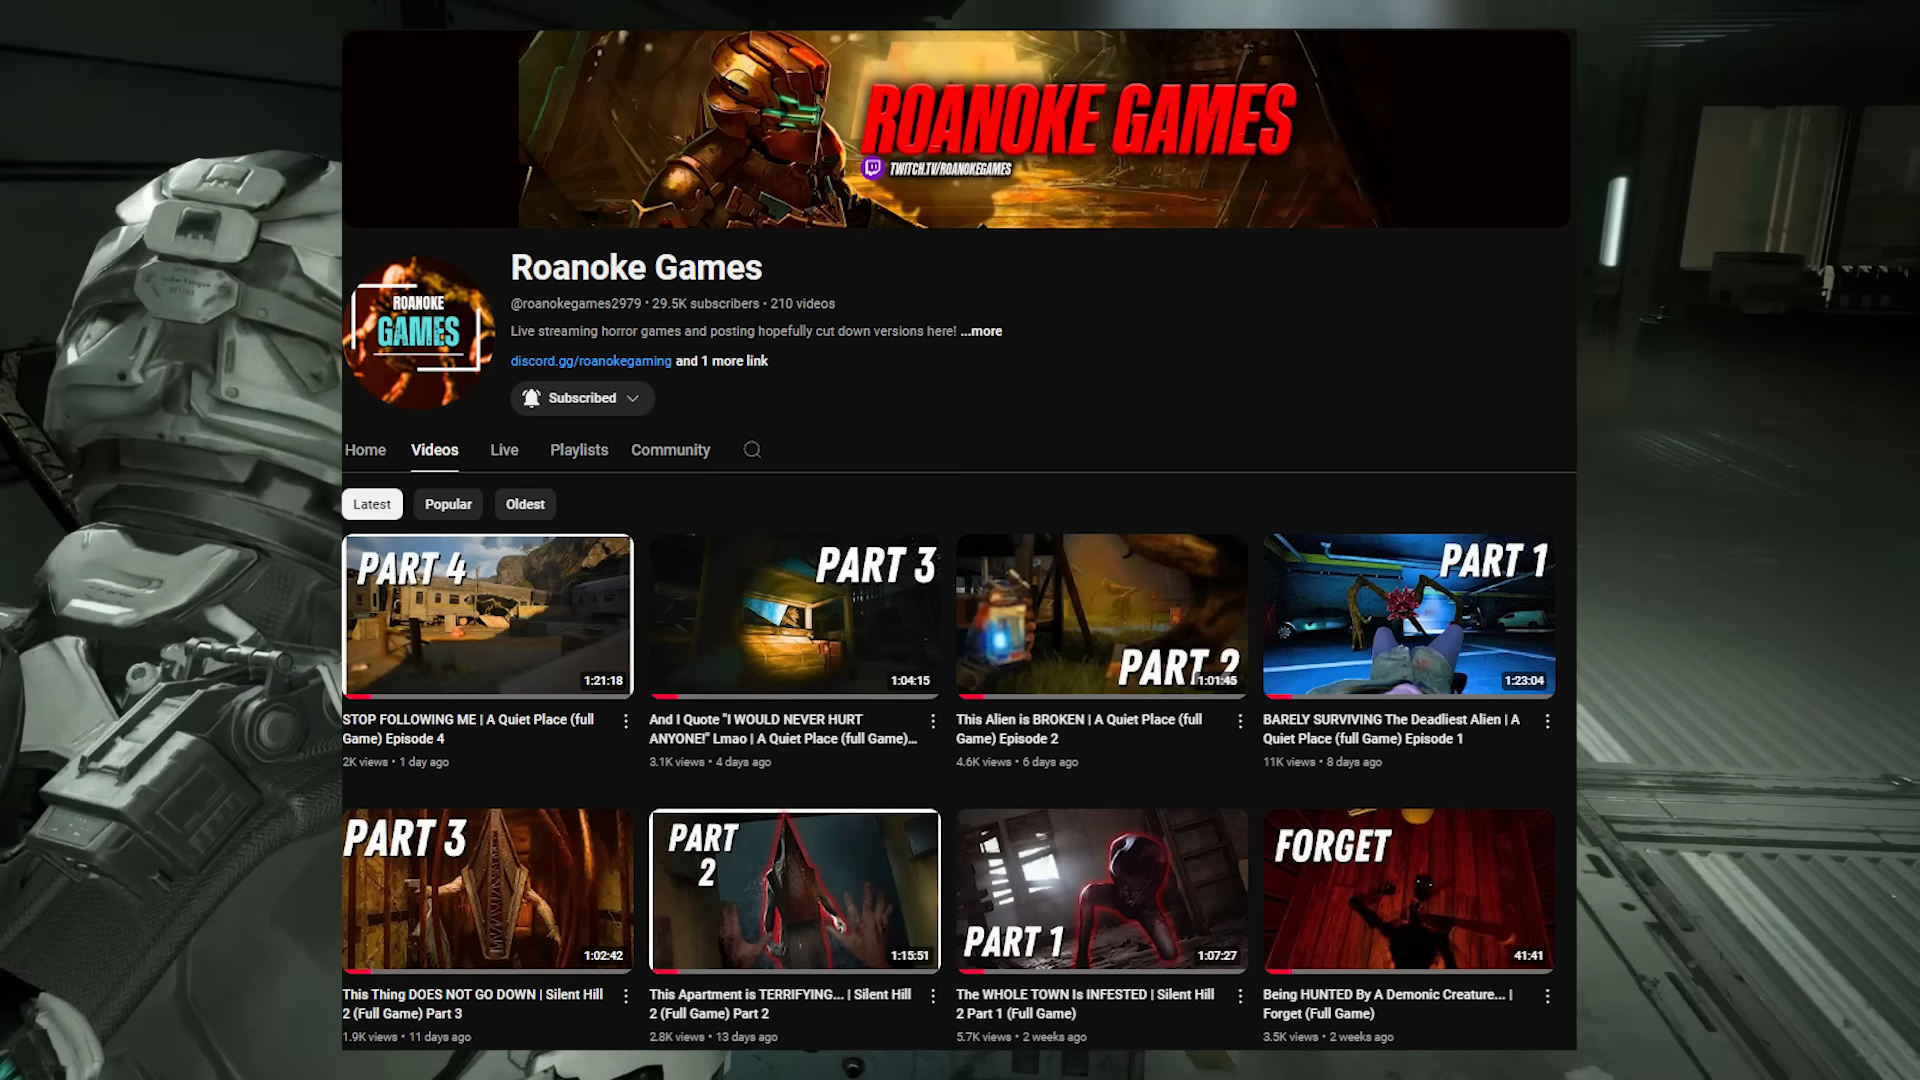 ROANOKE GAMES
TWITCH.TV/ROANOKEGAMES
ROANOKE
GAMES
Roanoke Games
@roanokegames2979 • 29.5K subscribers • 210 videos
Live streaming horror games and posting hopefully cut down versions here! ...more
discord.gg/roanokegaming and 1 more link
Subscribed
Home Videos Live Playlists Community
Latest Popular Oldest
PART 4
1:21:18
STOP FOLLOWING ME | A Quiet Place (full
Game) Episode 4
2K views • 1 day ago
PART 3
1:04:15
And I Quote "I WOULD NEVER HURT
ANYONE!" Lmao | A Quiet Place (full Game)...
3.1K views • 4 days ago
PART 2
1:01:45
This Alien is BROKEN | A Quiet Place (full
Game) Episode 2
4.6K views • 6 days ago
PART 1
1:23:04
BARELY SURVIVING The Deadliest Alien | A
Quiet Place (full Game) Episode 1
11K views • 8 days ago
PART 3
1:02:42
This Thing DOES NOT GO DOWN | Silent Hill
2 (Full Game) Part 3
1.9K views • 11 days ago
PART
2
1:15:51
This Apartment is TERRIFYING... | Silent Hill
2 (Full Game) Part 2
2.8K views • 13 days ago
PART 1
1:07:27
The WHOLE TOWN Is INFESTED | Silent Hill
2 Part 1 (Full Game)
5.7K views • 2 weeks ago
FORGET
41:41
Being HUNTED By A Demonic Creature... |
Forget (Full Game)
3.5K views • 2 weeks ago